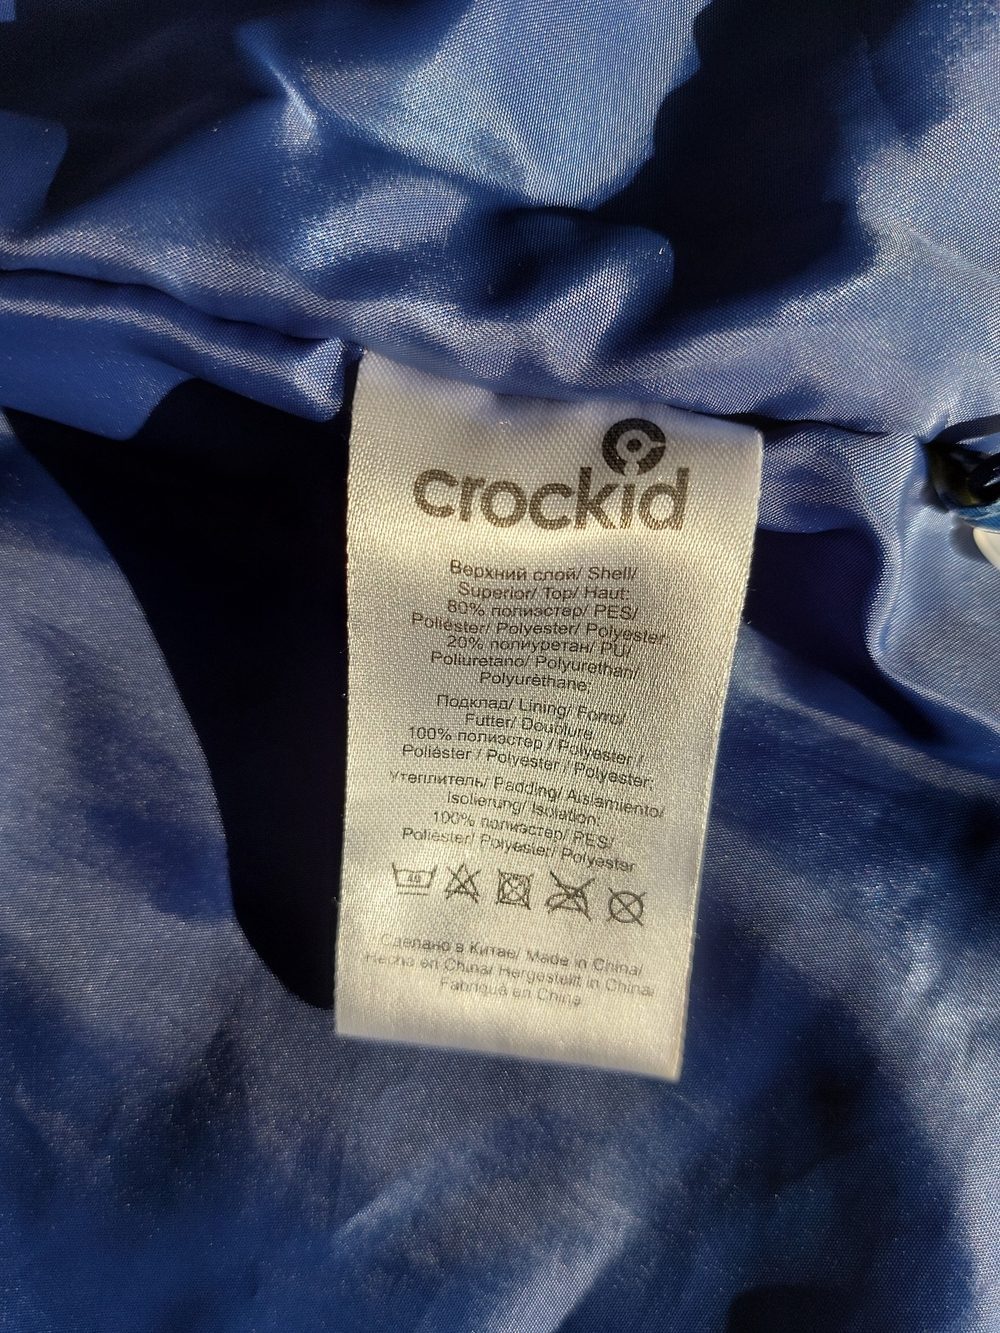 crockid
Верхний слой/ Shell/
Superior/ Top/ Haut:
80% полиэстер/ PES/
Poliéster/ Polyester/ Polyester;
20% полиуретан/ PU/
Poliuretano/ Polyurethan/
Polyuréthane;
Подклад/ Lining/ Forro/
Futter/ Doublure
100% полиэстер / Polyester /
Poliéster / Polyester / Polyester;
Утеплитель/ Padding/ Aislamiento/
Isolierung/ Isolation:
100% полиэстер/ PES/
Poliéster/ Polyester/ Polyester
40
Сделано в Китае/ Made in China/
Hecho en China/ Hergestellt in China/
Fabriqué en China